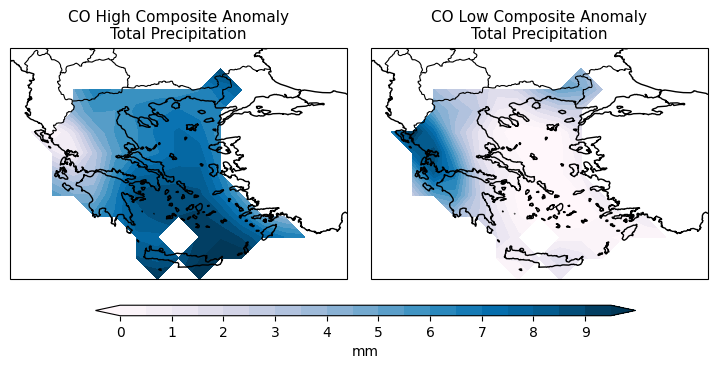 CO High Composite Anomaly
Total Precipitation
CO Low Composite Anomaly
Total Precipitation
0 1 2 3 4 5 6 7 8 9
mm